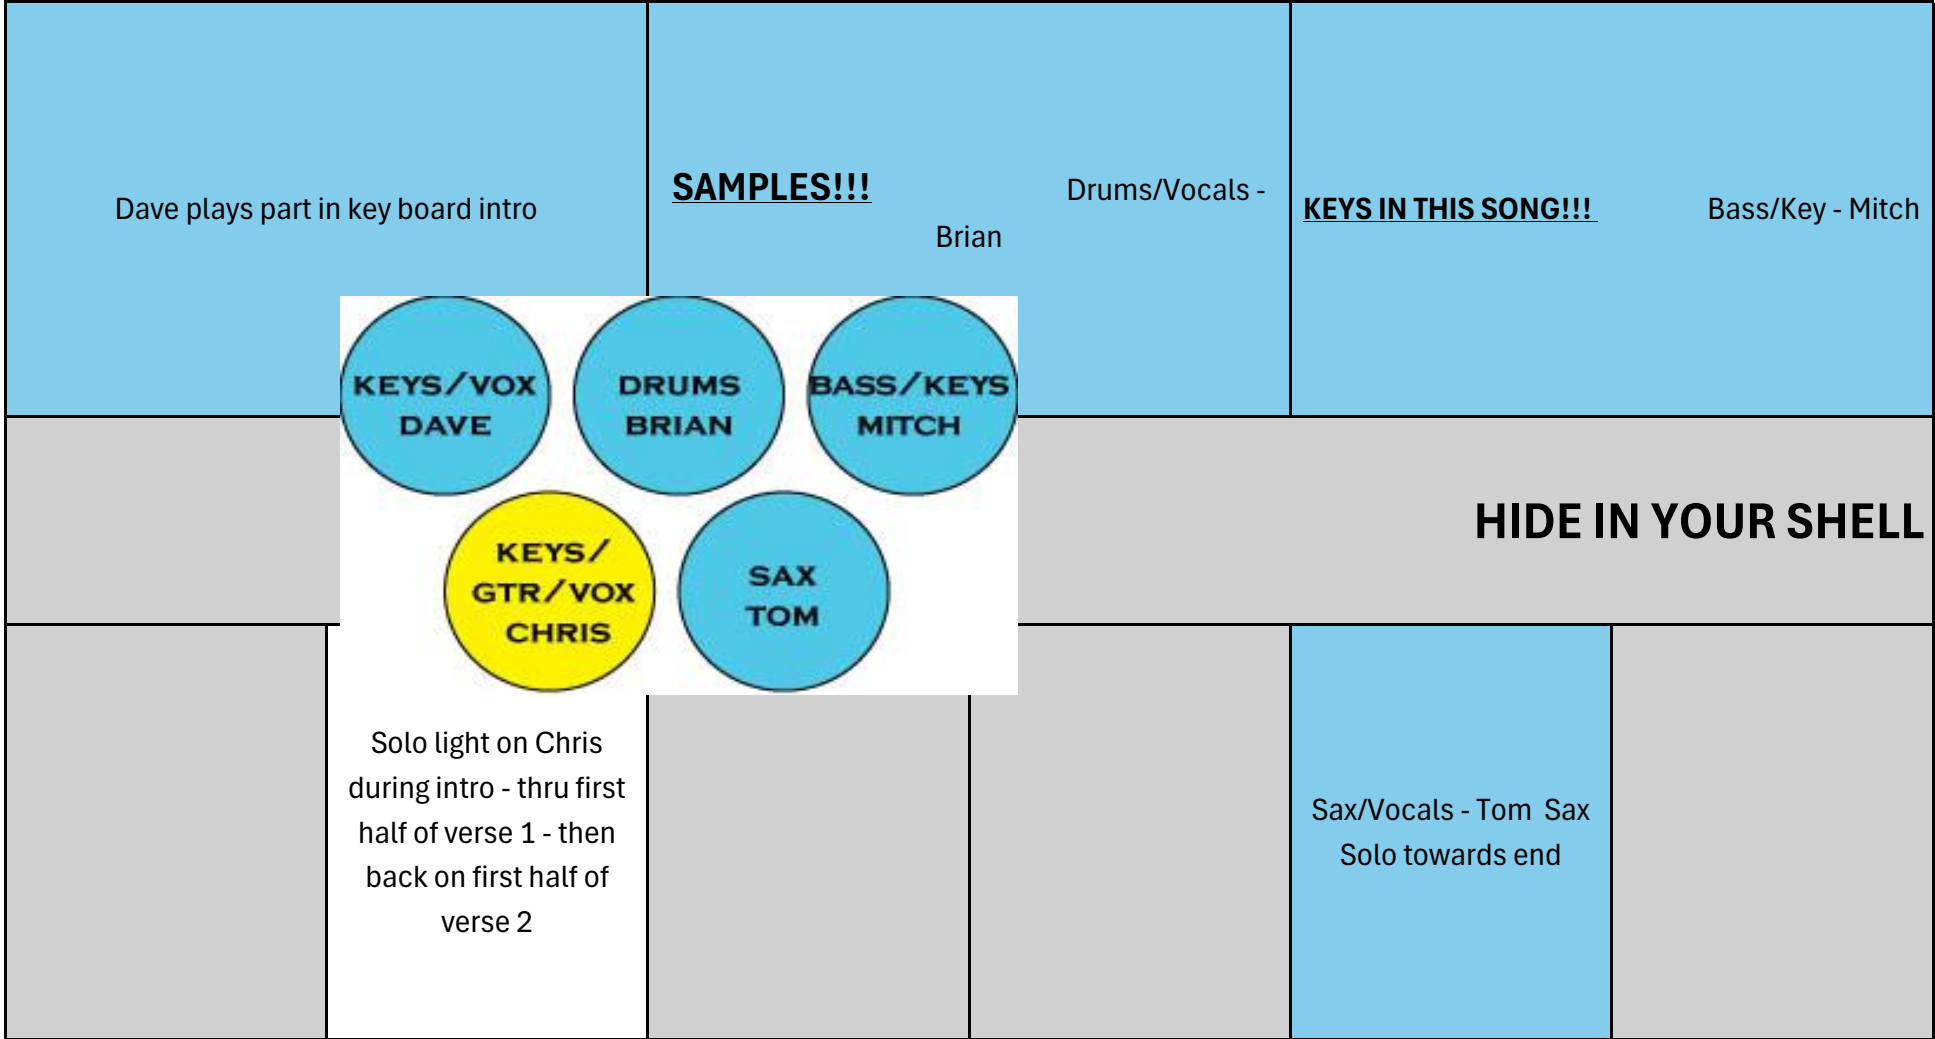 Dave plays part in key board intro
SAMPLES!!! Drums/Vocals -
Brian
KEYS IN THIS SONG!!! Bass/Key - Mitch
KEYS/VOX
DAVE
DRUMS
BRIAN
BASS/KEYS
MITCH
KEYS/
GTR/VOX
CHRIS
SAX
TOM
HIDE IN YOUR SHELL
Solo light on Chris
during intro - thru first
half of verse 1 - then
back on first half of
verse 2
Sax/Vocals - Tom  Sax
Solo towards end